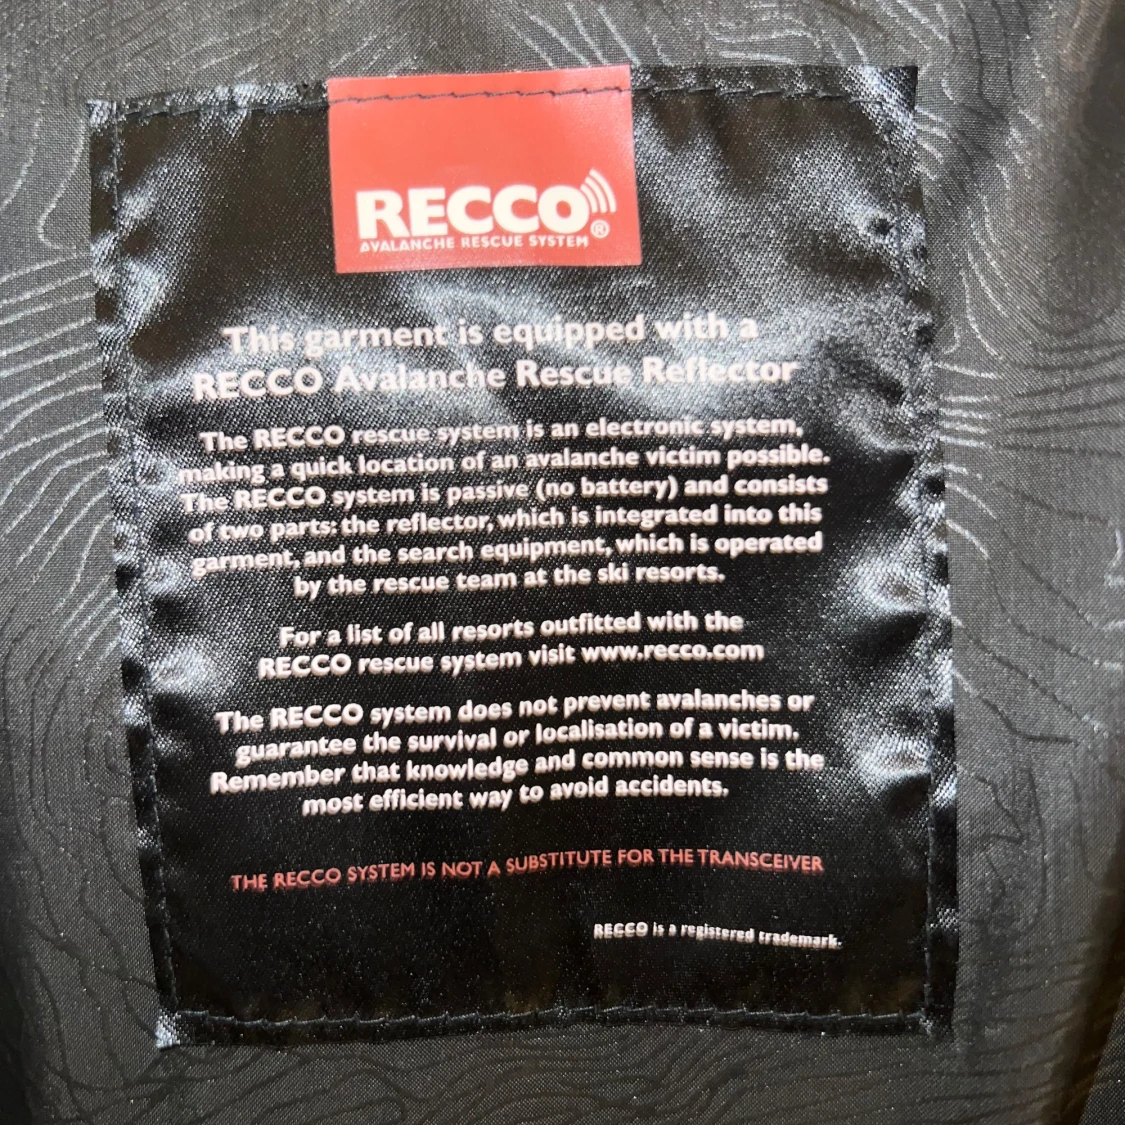 RECCO®
AVALANCHE RESCUE SYSTEM
This garment is equipped with a
RECCO Avalanche Rescue Reflector
The RECCO rescue system is an electronic system,
making a quick location of an avalanche victim possible.
The RECCO system is passive (no battery) and consists
of two parts: the reflector, which is integrated into this
garment, and the search equipment, which is operated
by the rescue team at the ski resorts.
For a list of all resorts outfitted with the
RECCO rescue system visit www.recco.com
The RECCO system does not prevent avalanches or
guarantee the survival or localisation of a victim.
Remember that knowledge and common sense is the
most efficient way to avoid accidents.
THE RECCO SYSTEM IS NOT A SUBSTITUTE FOR THE TRANSCEIVER
RECCO is a registered trademark.